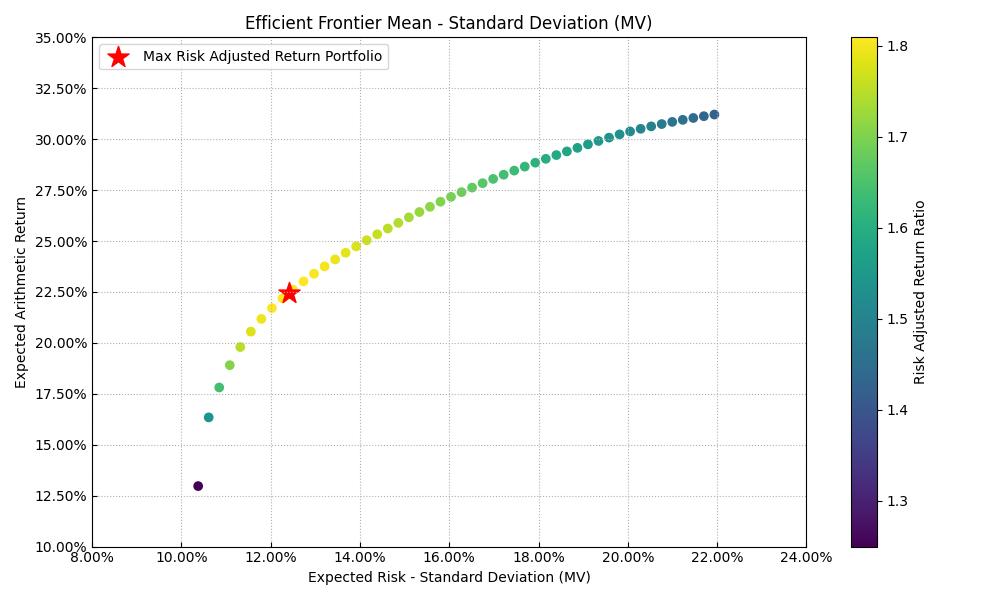 Efficient Frontier Mean - Standard Deviation (MV)
Max Risk Adjusted Return Portfolio
Expected Arithmetic Return
35.00%
32.50%
30.00%
27.50%
25.00%
22.50%
20.00%
17.50%
15.00%
12.50%
10.00%
8.00% 10.00% 12.00% 14.00% 16.00% 18.00% 20.00% 22.00% 24.00%
Expected Risk - Standard Deviation (MV)
1.8
1.7
1.6
1.5
1.4
1.3
Risk Adjusted Return Ratio